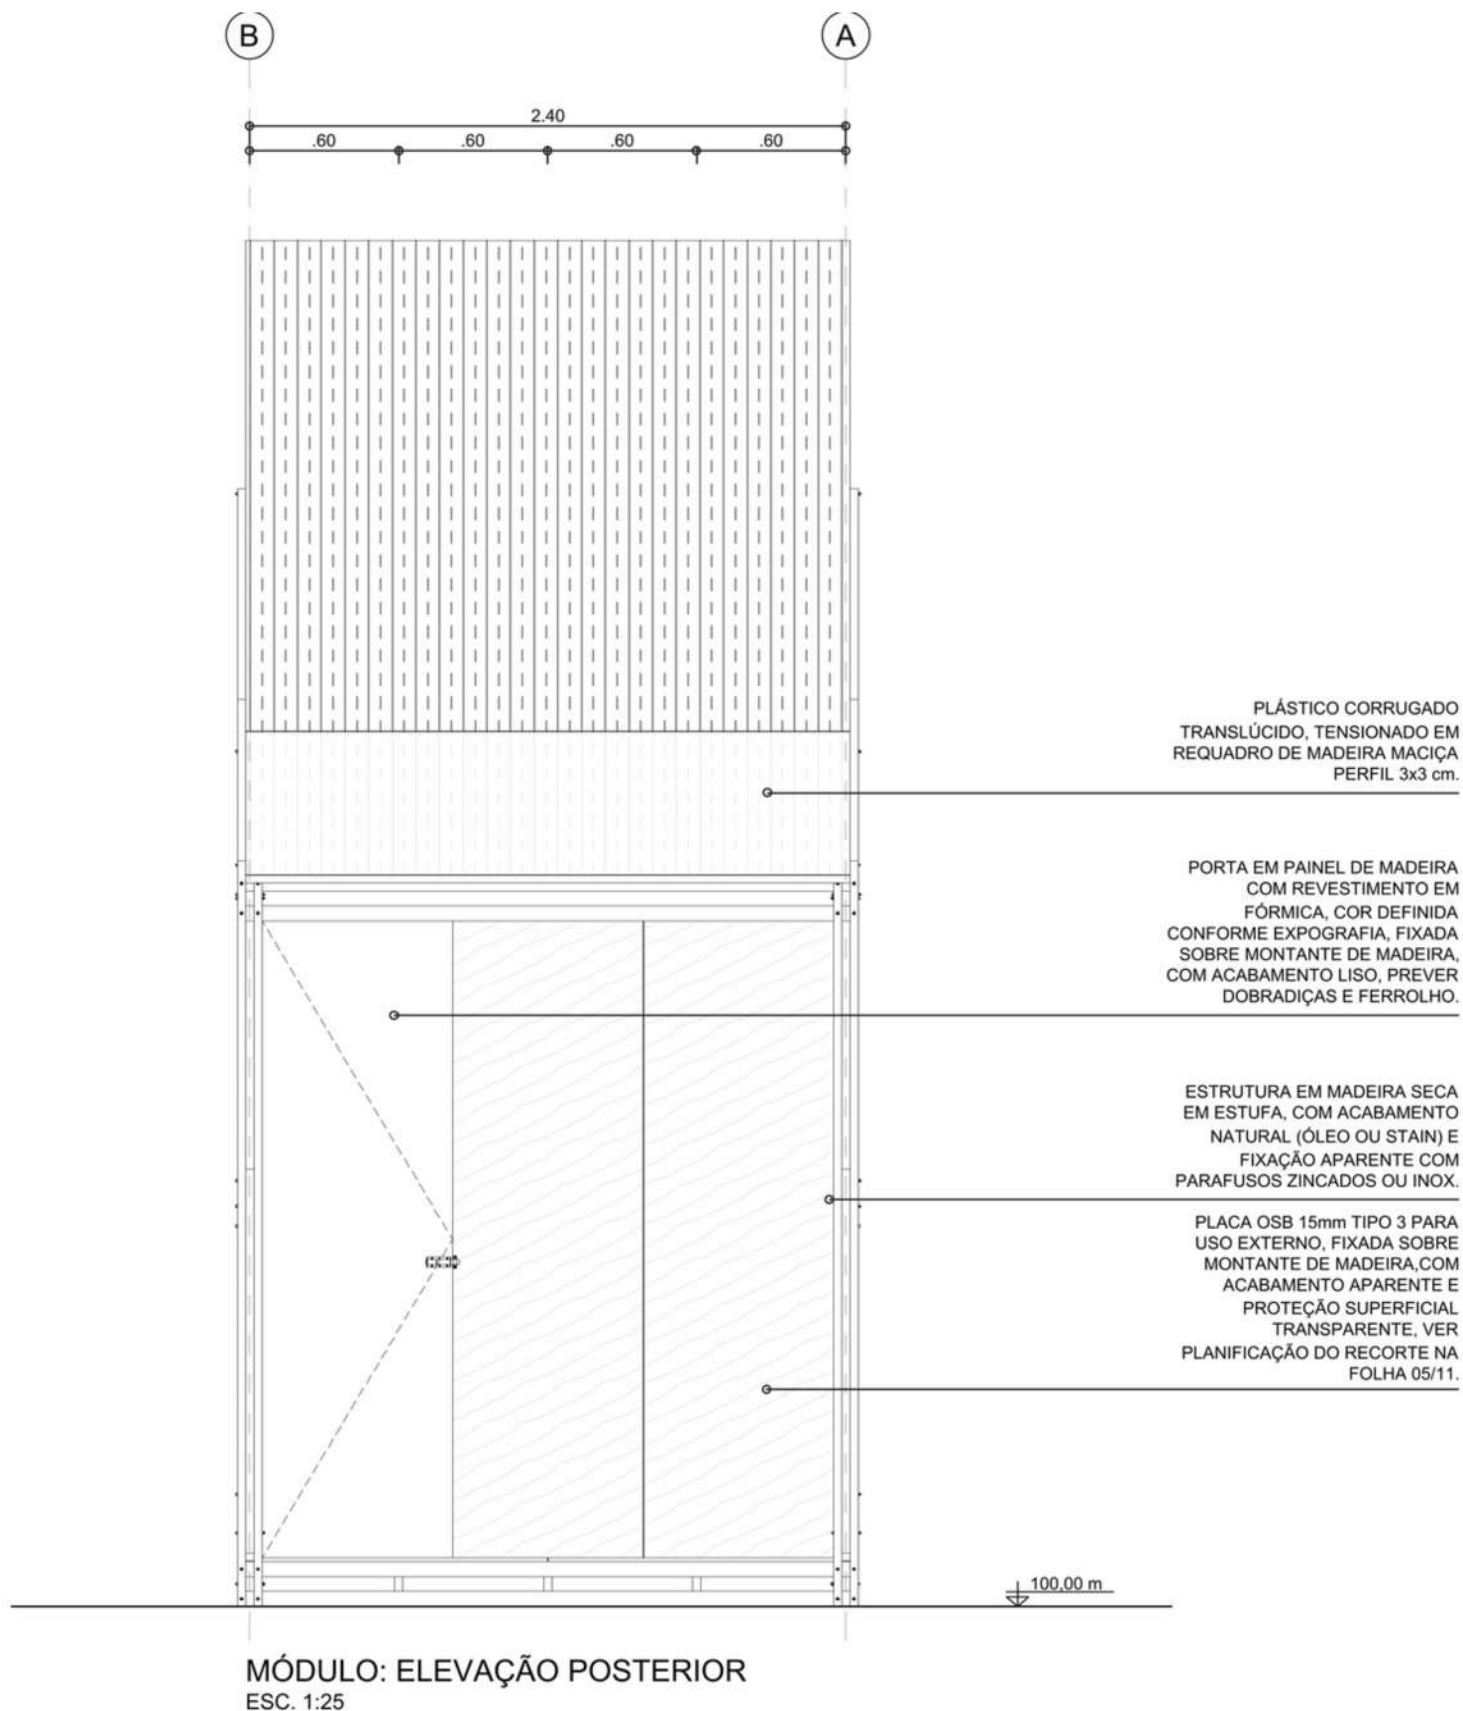 B
A
2.40
.60
.60
.60
.60
PLÁSTICO CORRUGADO
TRANSLÚCIDO, TENSIONADO EM
REQUADRO DE MADEIRA MACIÇA
PERFIL 3x3 cm.
PORTA EM PAINEL DE MADEIRA
COM REVESTIMENTO EM
FÓRMICA, COR DEFINIDA
CONFORME EXPOGRAFIA, FIXADA
SOBRE MONTANTE DE MADEIRA,
COM ACABAMENTO LISO, PREVER
DOBRADIÇAS E FERROLHO.
ESTRUTURA EM MADEIRA SECA
EM ESTUFA, COM ACABAMENTO
NATURAL (ÓLEO OU STAIN) E
FIXAÇÃO APARENTE COM
PARAFUSOS ZINCADOS OU INOX.
PLACA OSB 15mm TIPO 3 PARA
USO EXTERNO, FIXADA SOBRE
MONTANTE DE MADEIRA,COM
ACABAMENTO APARENTE E
PROTEÇÃO SUPERFICIAL
TRANSPARENTE, VER
PLANIFICAÇÃO DO RECORTE NA
FOLHA 05/11.
100,00 m
MÓDULO: ELEVAÇÃO POSTERIOR
ESC. 1:25